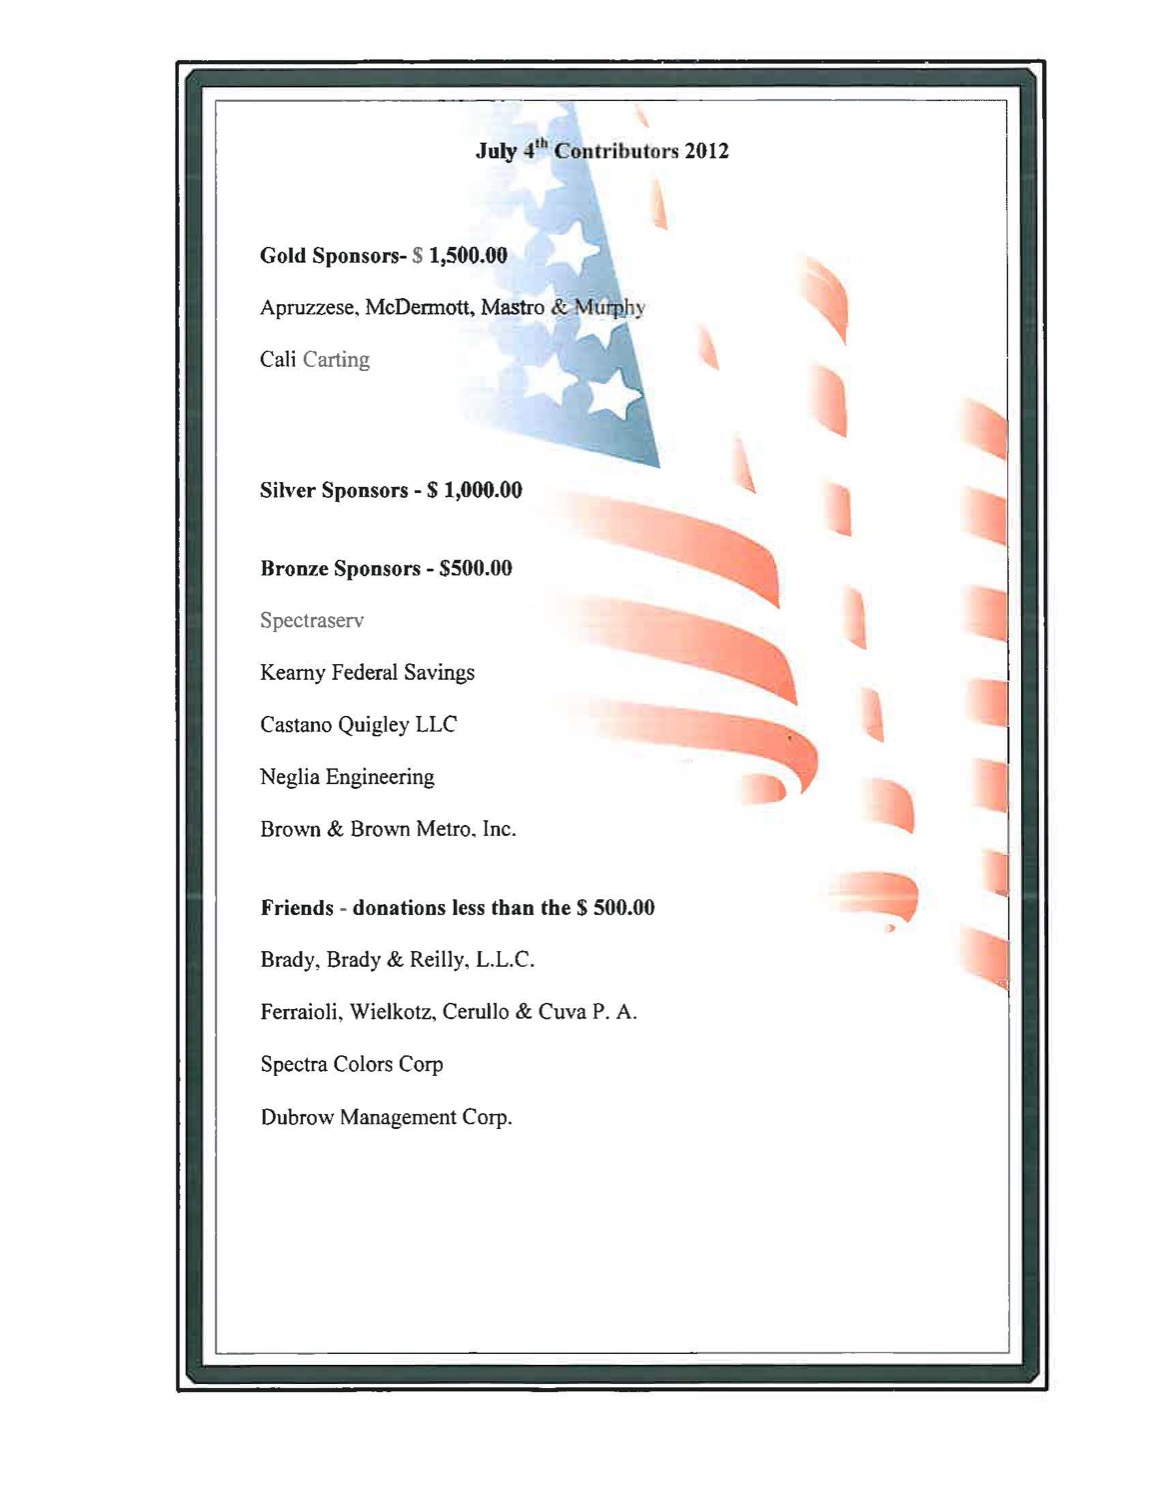 July 4th Contributors 2012
Gold Sponsors- $ 1,500.00
Apruzzese, McDermott, Mastro & Murphy
Cali Carting
Silver Sponsors - $ 1,000.00
Bronze Sponsors - $500.00
Spectraserv
Kearny Federal Savings
Castano Quigley LLC
Neglia Engineering
Brown & Brown Metro, Inc.
Friends - donations less than the $ 500.00
Brady, Brady & Reilly, L.L.C.
Ferraioli, Wielkotz, Cerullo & Cuva P. A.
Spectra Colors Corp
Dubrow Management Corp.